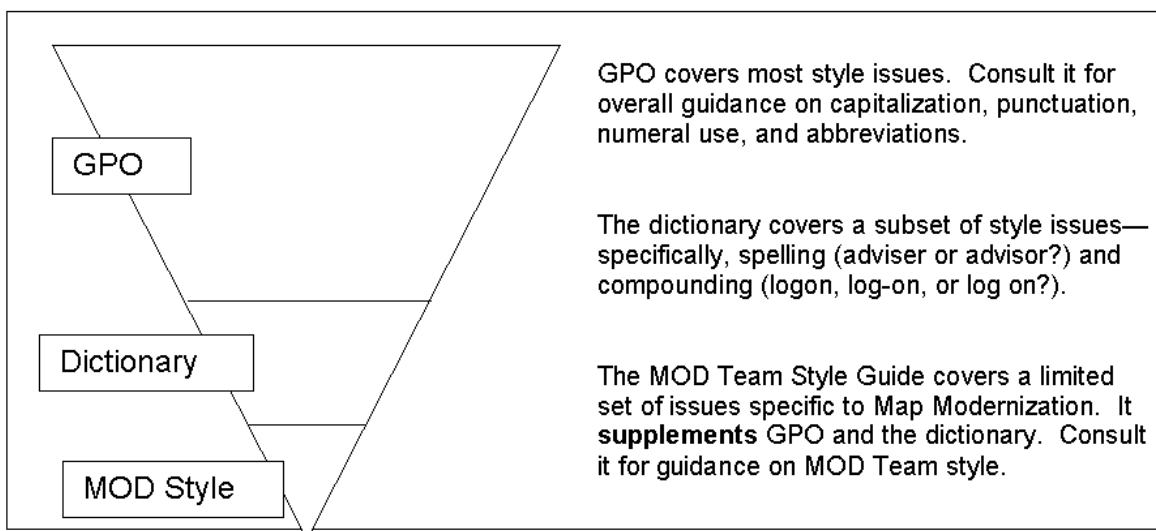 GPO covers most style issues.  Consult it for
overall guidance on capitalization, punctuation,
numeral use, and abbreviations.
GPO
The dictionary covers a subset of style issues—
specifically, spelling (adviser or advisor?) and
compounding (logon, log-on, or log on?).
Dictionary
The MOD Team Style Guide covers a limited
set of issues specific to Map Modernization.  It
supplements GPO and the dictionary.  Consult
it for guidance on MOD Team style.
MOD Style